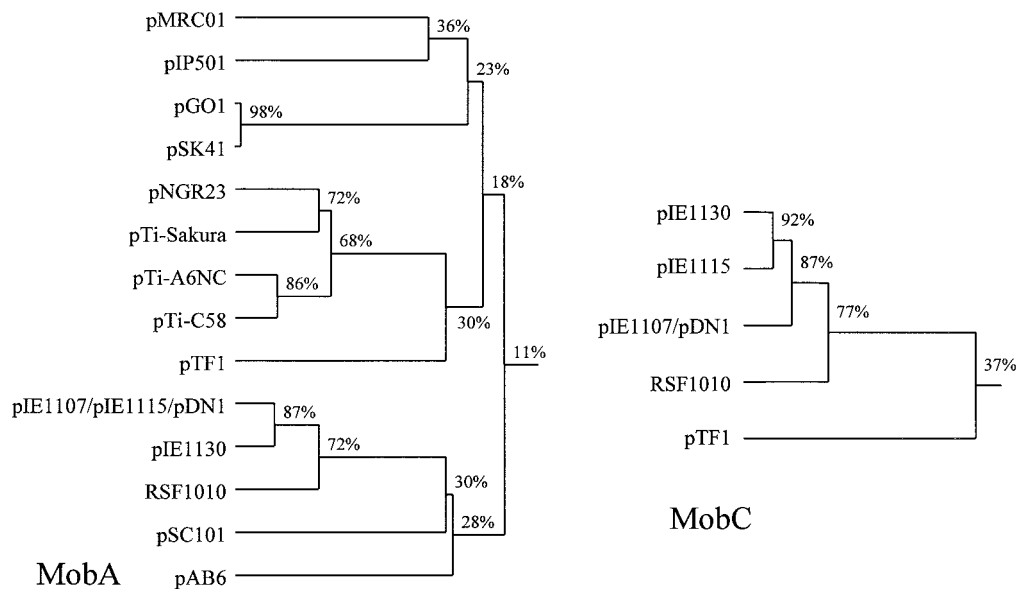 pMRC01
36%
pIP501
23%
pGO1
98%
pSK41
18%
pNGR23
72%
pTi-Sakura
68%
pTi-A6NC
86%
pTi-C58
30%
pTF1
11%
pIE1107/pIE1115/pDN1
87%
pIE1130
72%
RSF1010
30%
pSC101
28%
pAB6
MobA
pIE1130
92%
pIE1115
87%
pIE1107/pDN1
77%
RSF1010
37%
pTF1
MobC